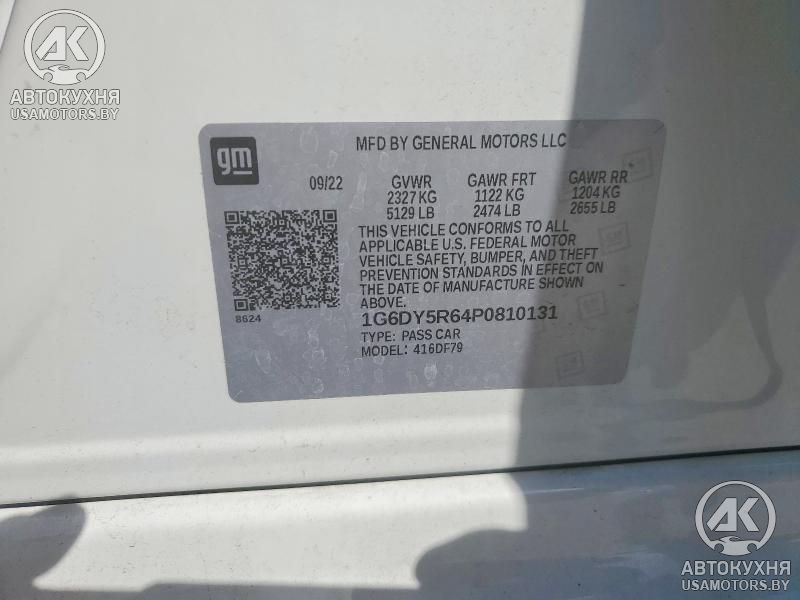 AK
АВТОКУХНЯ
USAMOTORS.BY
gm
MFD BY GENERAL MOTORS LLC
09/22 GVWR GAWR FRT GAWR RR
2327 KG 1122 KG 1204 KG
5129 LB 2474 LB 2655 LB
THIS VEHICLE CONFORMS TO ALL
APPLICABLE U.S. FEDERAL MOTOR
VEHICLE SAFETY, BUMPER, AND THEFT
PREVENTION STANDARDS IN EFFECT ON
THE DATE OF MANUFACTURE SHOWN
ABOVE.
8624
1G6DY5R64P0810131
TYPE: PASS CAR
MODEL: 416DF79
AK
АВТОКУХНЯ
USAMOTORS.BY